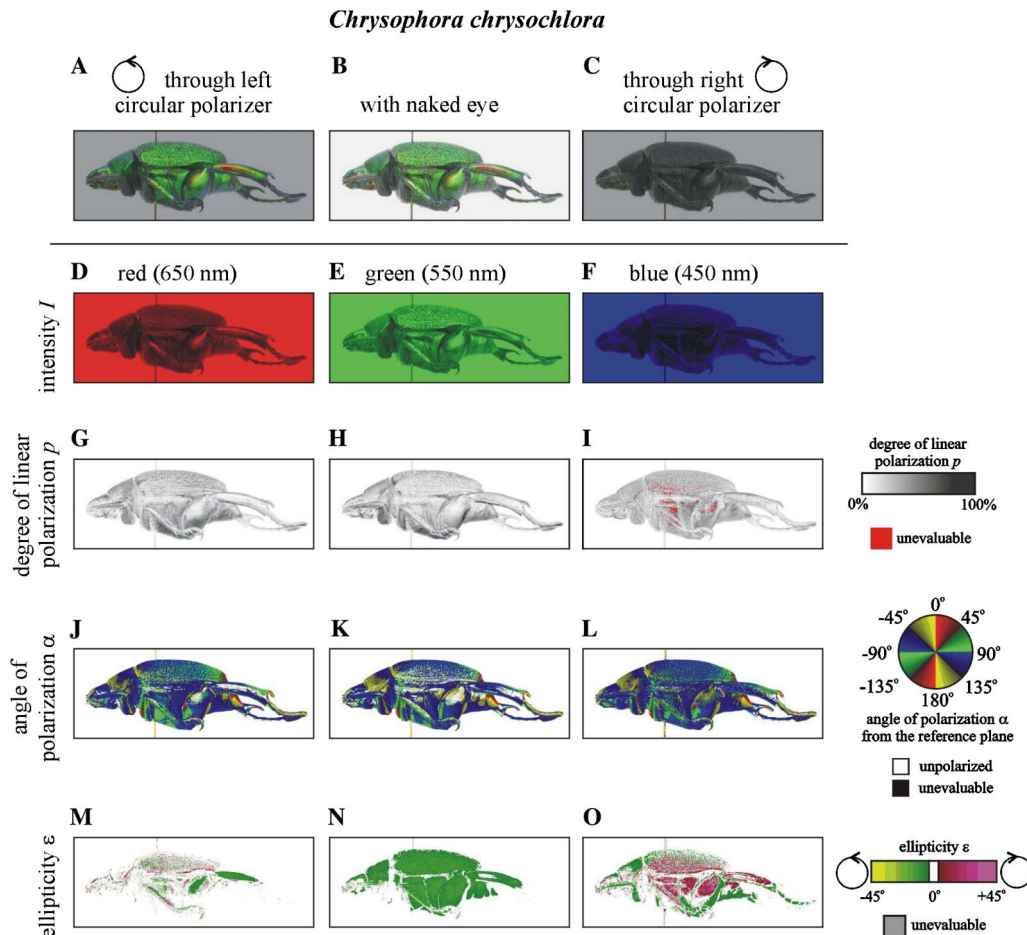 Chrysophora chrysochlora
A
through left
circular polarizer
B
with naked eye
C
through right
circular polarizer
D
red (650 nm)
E
green (550 nm)
F
blue (450 nm)
intensity I
G
H
I
degree of linear
polarization p
degree of linear
polarization p
0%
100%
unevaluable
J
K
L
angle of
polarization α
0°
-45°
45°
-90°
90°
-135°
135°
180°
angle of polarization α
from the reference plane
unpolarized
unevaluable
M
N
O
ellipticity ε
ellipticity ε
-45°
0°
+45°
unevaluable